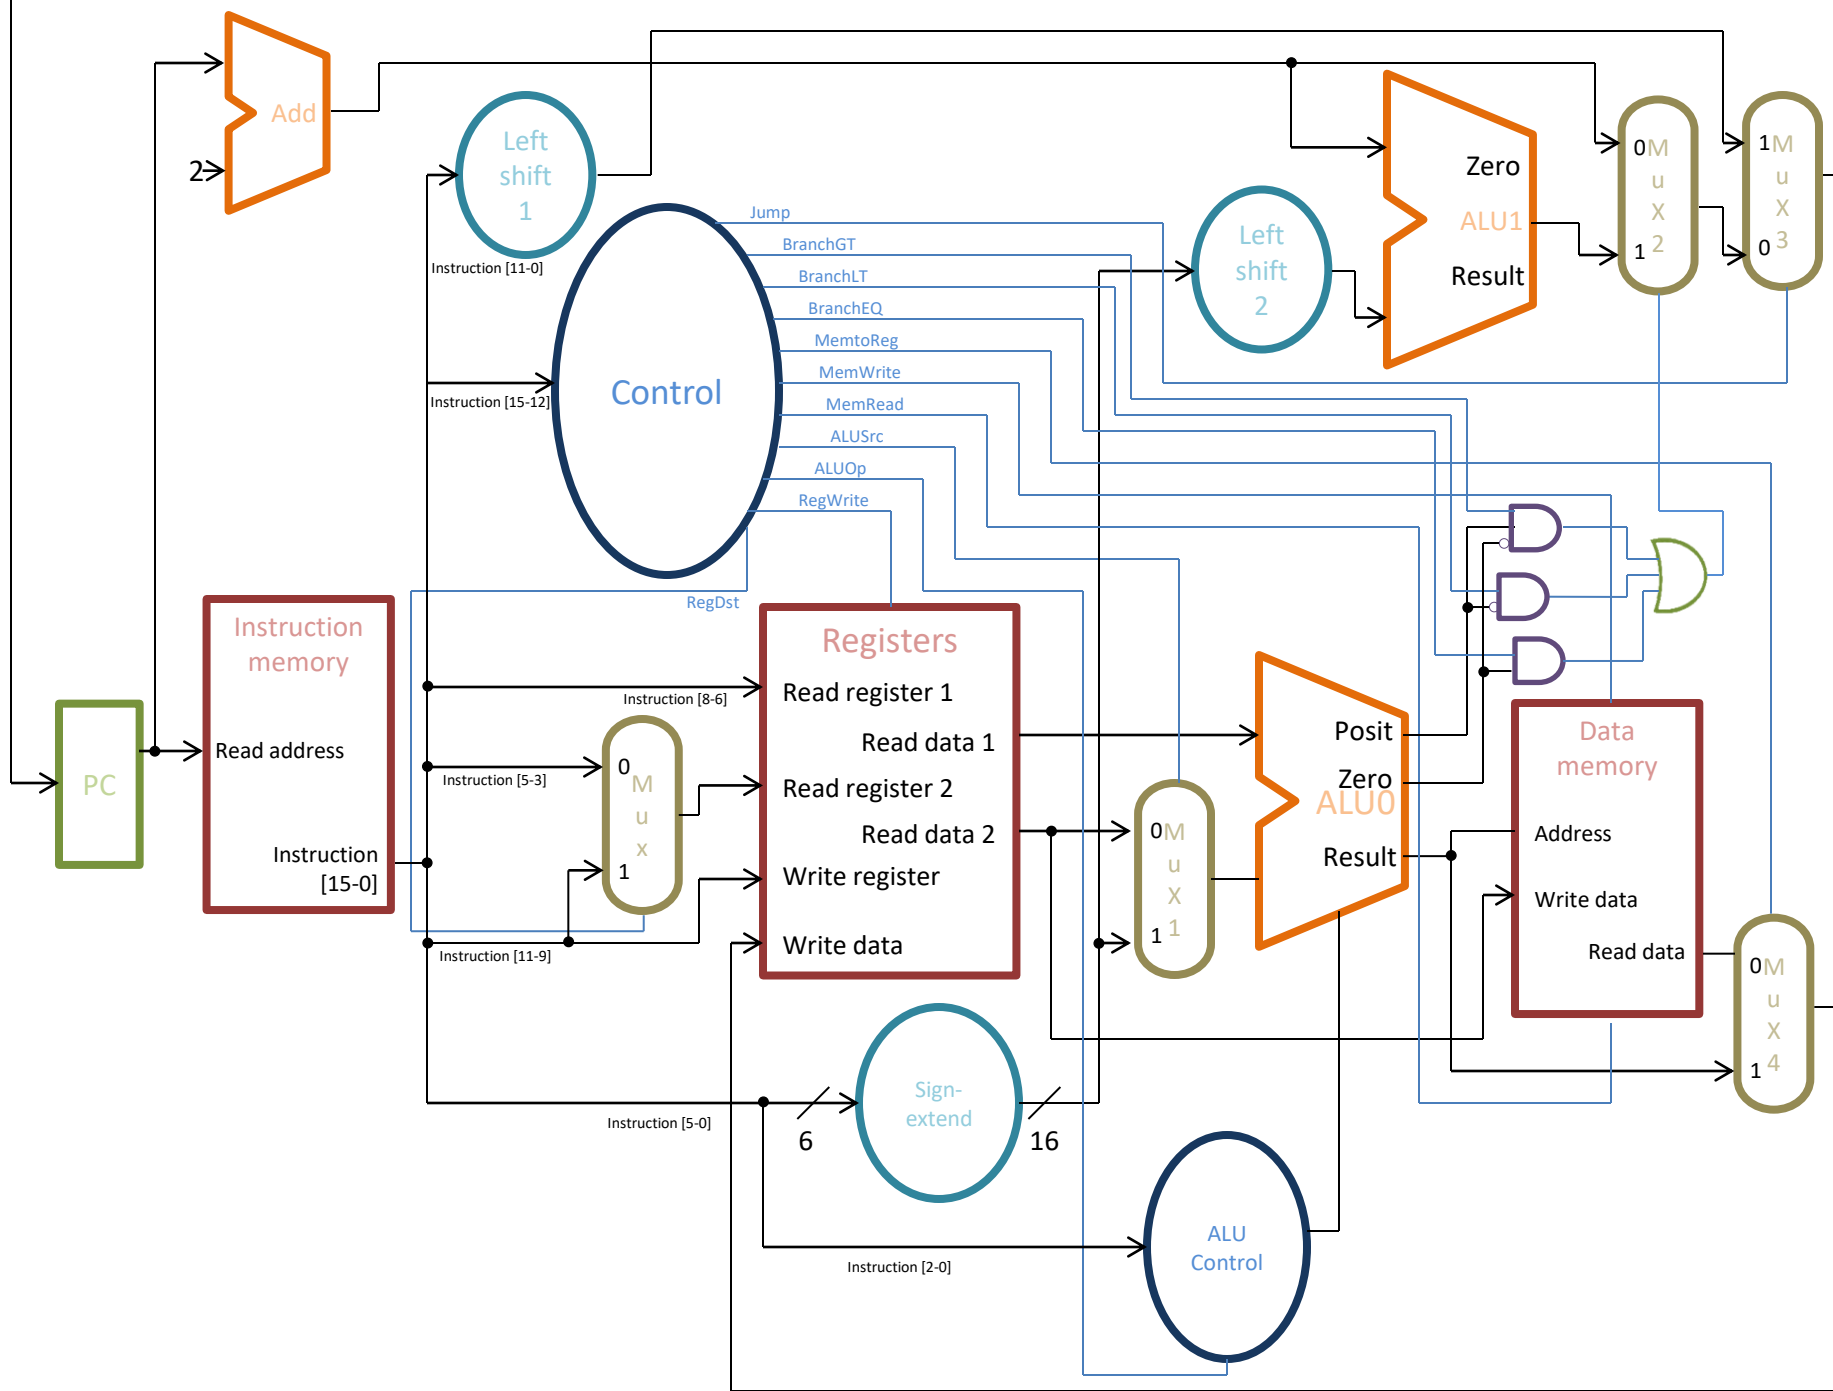 Add
2
Left
shift
1
Instruction [11-0]
Control
Instruction [15-12]
Jump
BranchGT
BranchLT
BranchEQ
MemtoReg
MemWrite
MemRead
ALUSrc
ALUOp
RegWrite
RegDst
Left
shift
2
Zero
ALU1
Result
0
1
M
u
X
2
1
0
M
u
X
3
PC
Instruction
memory
Read address
Instruction
[15-0]
Instruction [8-6]
Instruction [5-3]
Instruction [11-9]
0
1
M
u
x
Registers
Read register 1
Read data 1
Read register 2
Read data 2
Write register
Write data
0
1
M
u
X
1
Posit
Zero
ALU0
Result
Data
memory
Address
Write data
Read data
0
1
M
u
X
4
Instruction [5-0]
6
Sign-
extend
16
Instruction [2-0]
ALU
Control